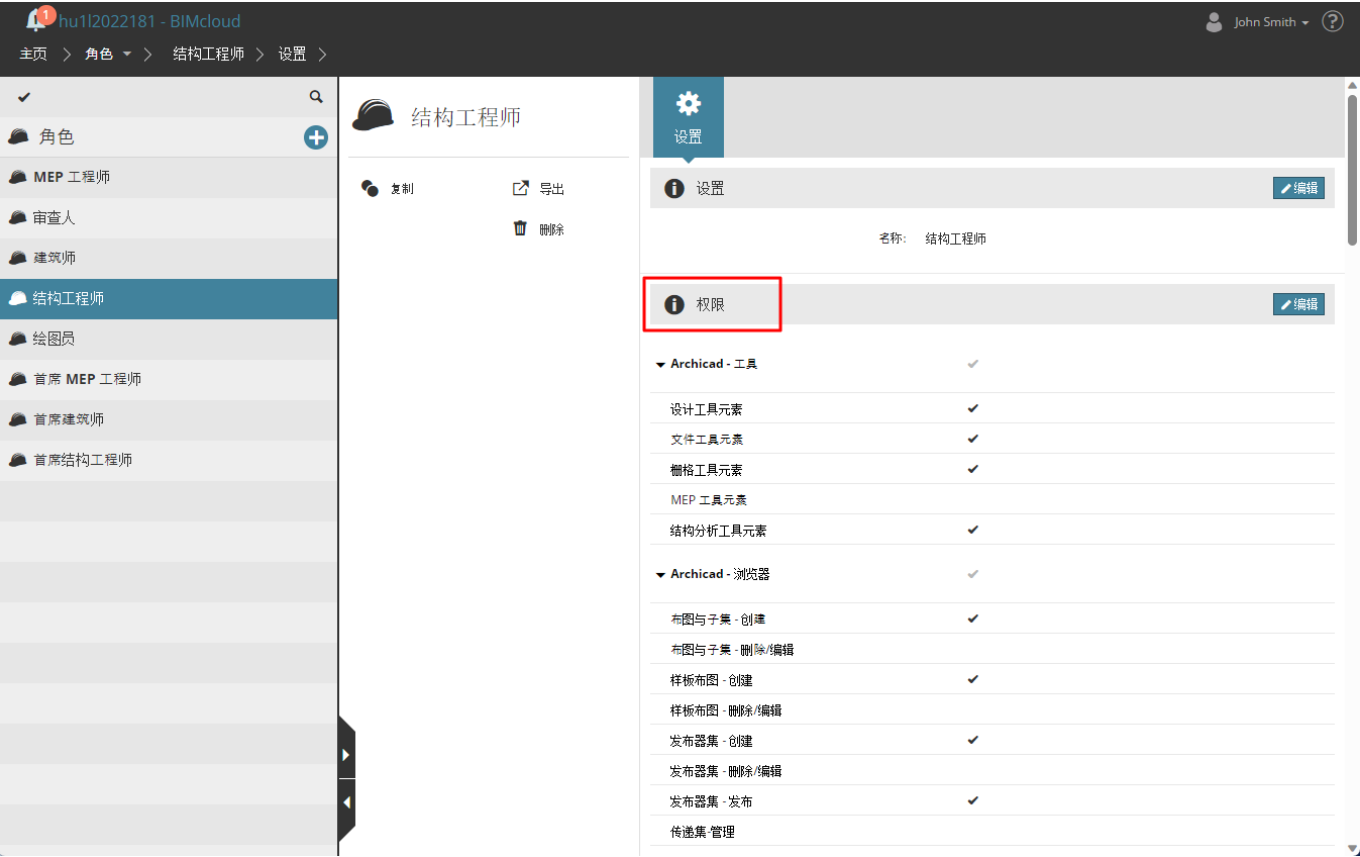 1
hu1l2022181 - BIMcloud
John Smith
?
主页 > 角色 > 结构工程师 > 设置 >
角色
MEP 工程师
审查人
建筑师
结构工程师
绘图员
首席 MEP 工程师
首席建筑师
首席结构工程师
结构工程师
复制
导出
删除
设置
设置
编辑
名称: 结构工程师
权限
编辑
Archicad - 工具
设计工具元素
文件工具元素
栅格工具元素
MEP 工具元素
结构分析工具元素
Archicad - 浏览器
布图与子集 - 创建
布图与子集 - 删除/编辑
样板布图 - 创建
样板布图 - 删除/编辑
发布器集 - 创建
发布器集 - 删除/编辑
发布器集 - 发布
传递集-管理